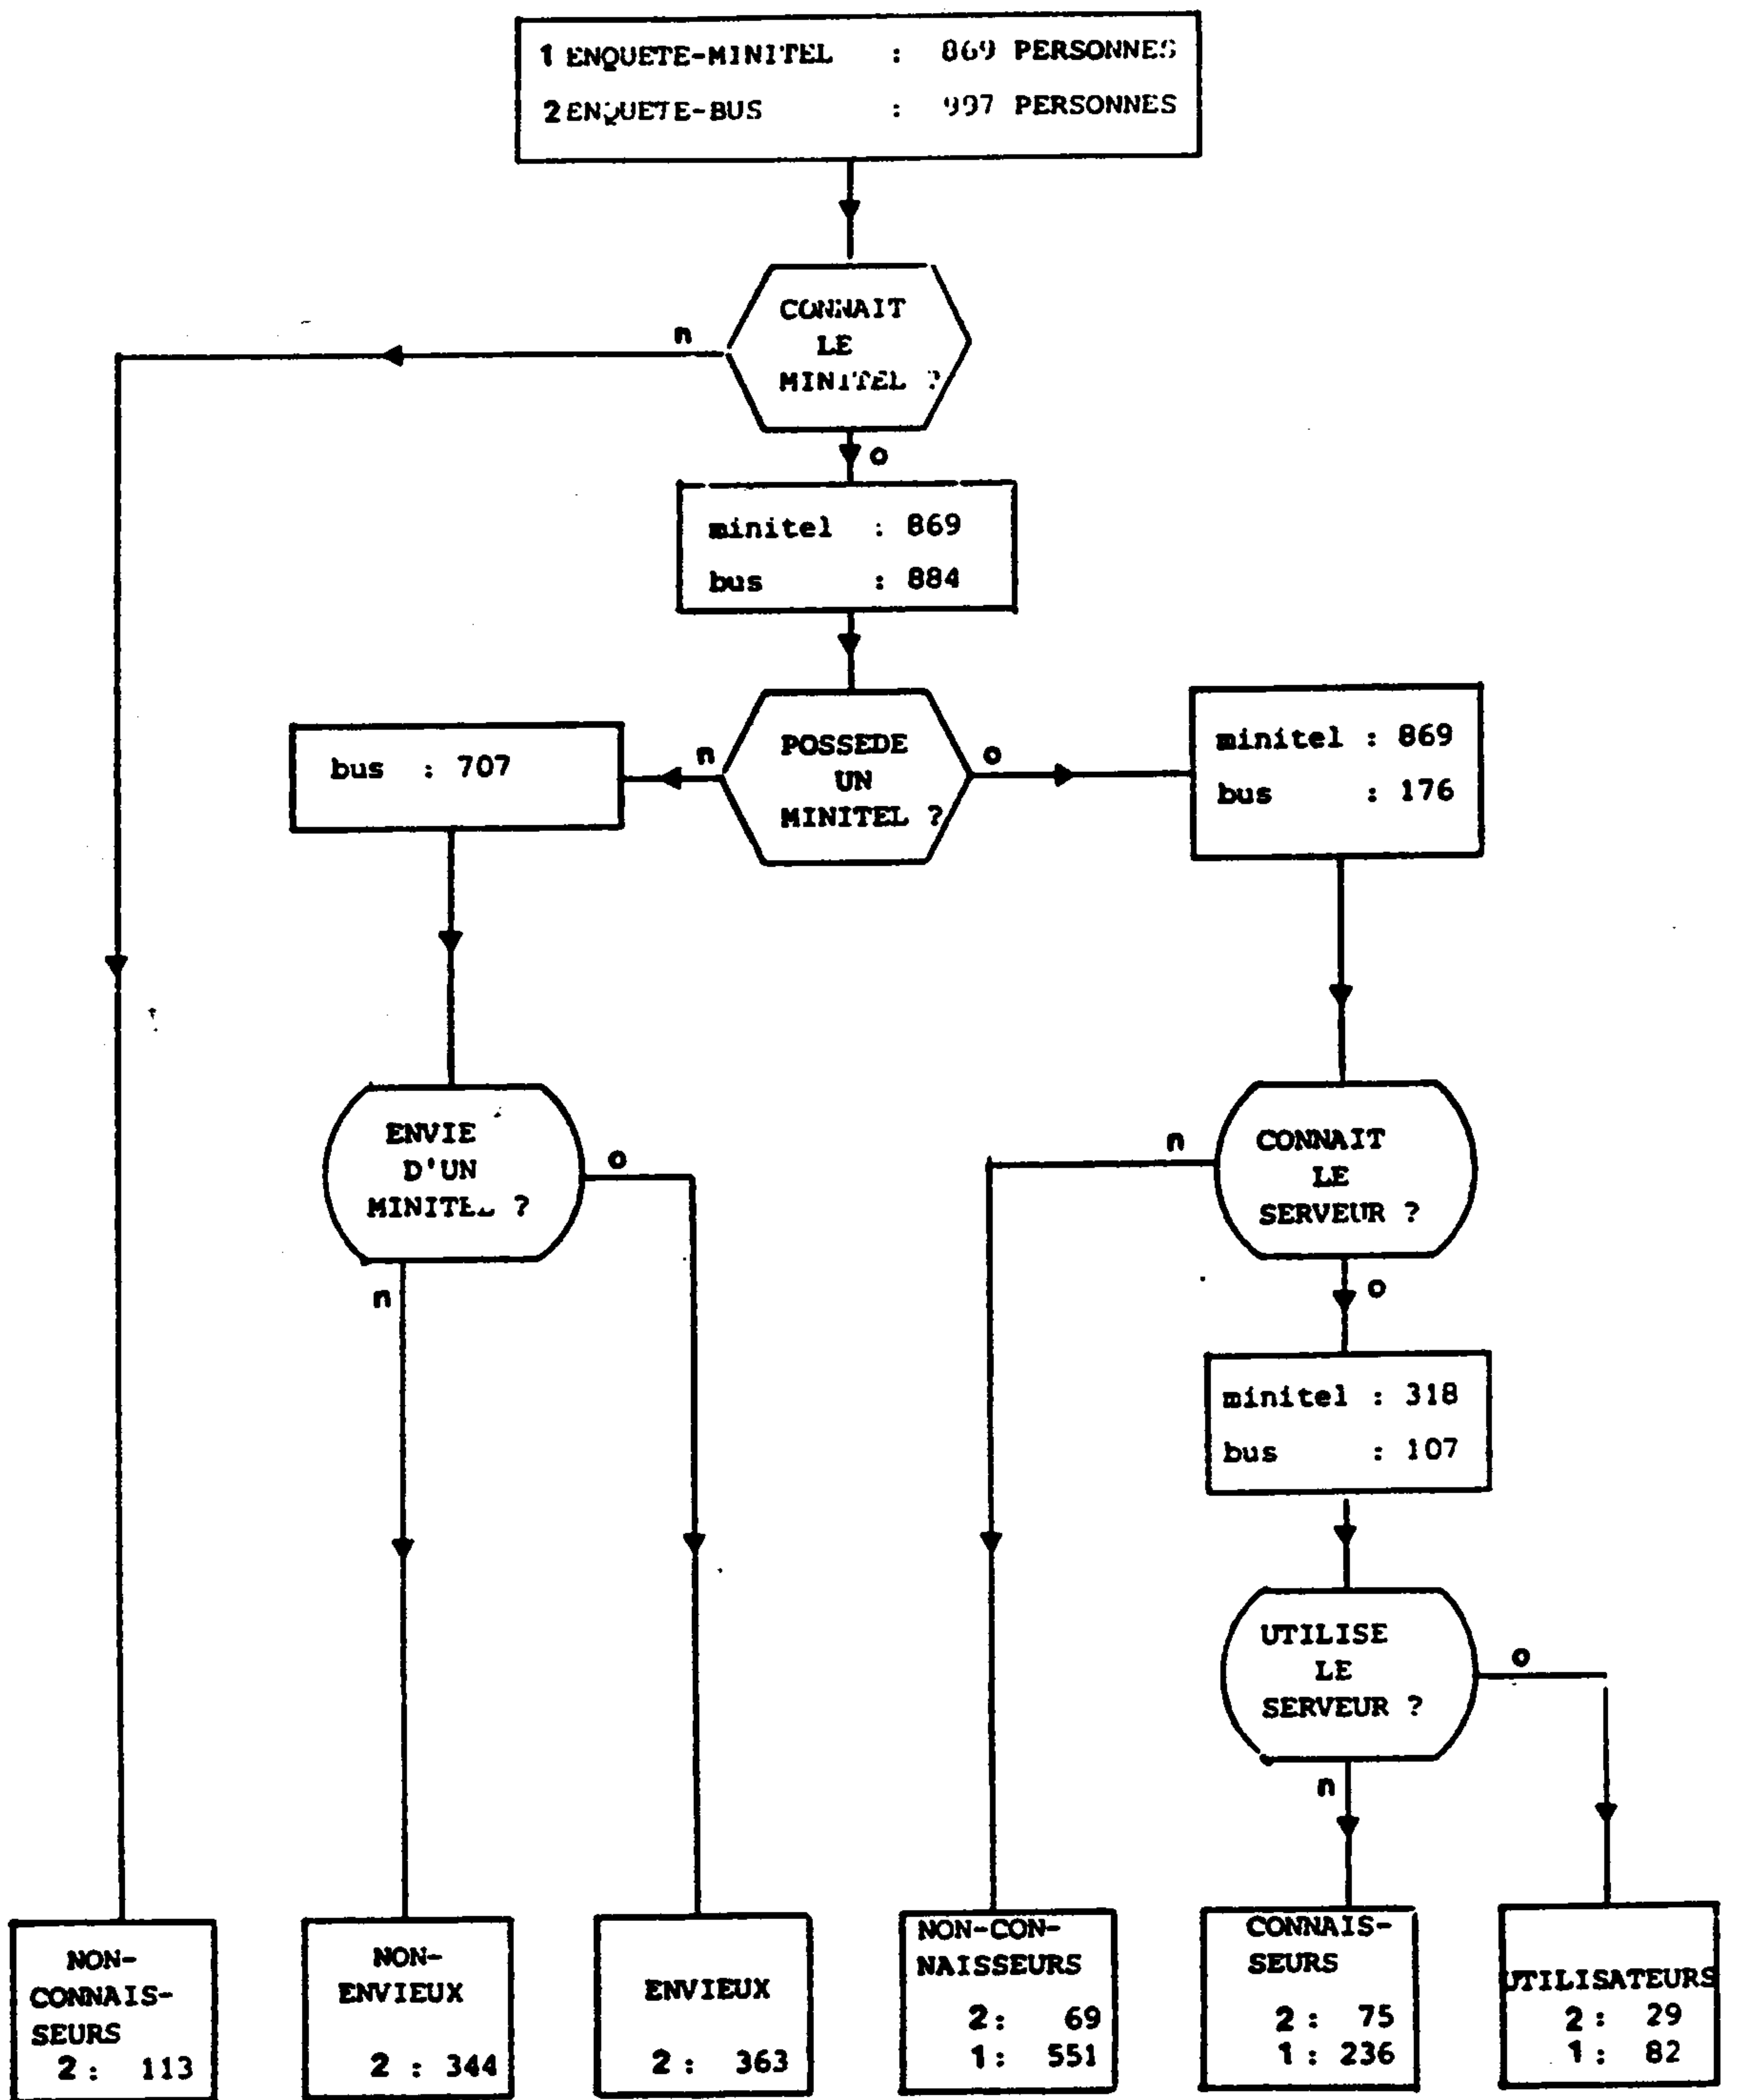 1 ENQUETE-MINITEL : 869 PERSONNES
2 ENQUETE-BUS : 997 PERSONNES
CONNAIT
LE
MINITEL ?
n
o
minitel : 869
bus : 884
POSSEDE
UN
MINITEL ?
n
o
bus : 707
minitel : 869
bus : 176
ENVIE
D'UN
MINITEL ?
o
n
CONNAIT
LE
SERVEUR ?
n
o
minitel : 318
bus : 107
UTILISE
LE
SERVEUR ?
o
n
NON-
CONNAIS-
SEURS
2 : 113
NON-
ENVIEUX
2 : 344
ENVIEUX
2 : 363
NON-CON-
NAISSEURS
2: 69
1: 551
CONNAIS-
SEURS
2 : 75
1 : 236
UTILISATEURS
2 : 29
1 : 82